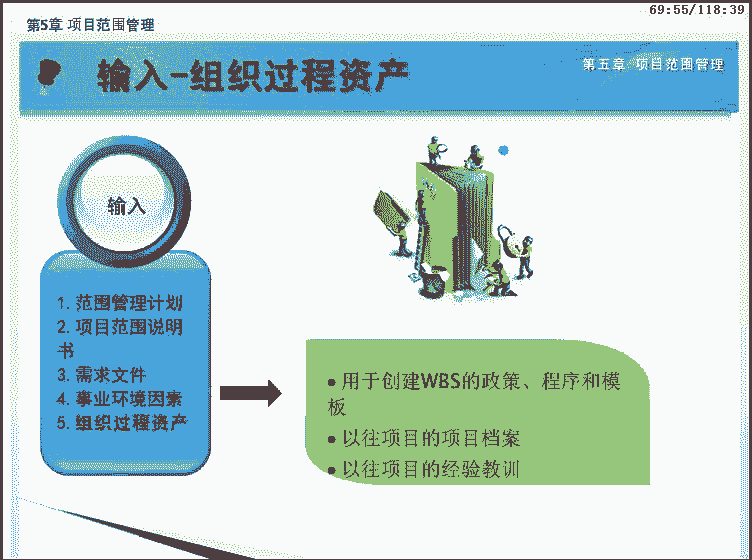 69:55/118:39
第5章 项目范围管理
输入-组织过程资产
第五章 项目范围管理
输入
1. 范围管理计划
2. 项目范围说明
书
3. 需求文件
4. 事业环境因素
5. 组织过程资产
● 用于创建WBS的政策、程序和模
板
● 以往项目的项目档案
● 以往项目的经验教训